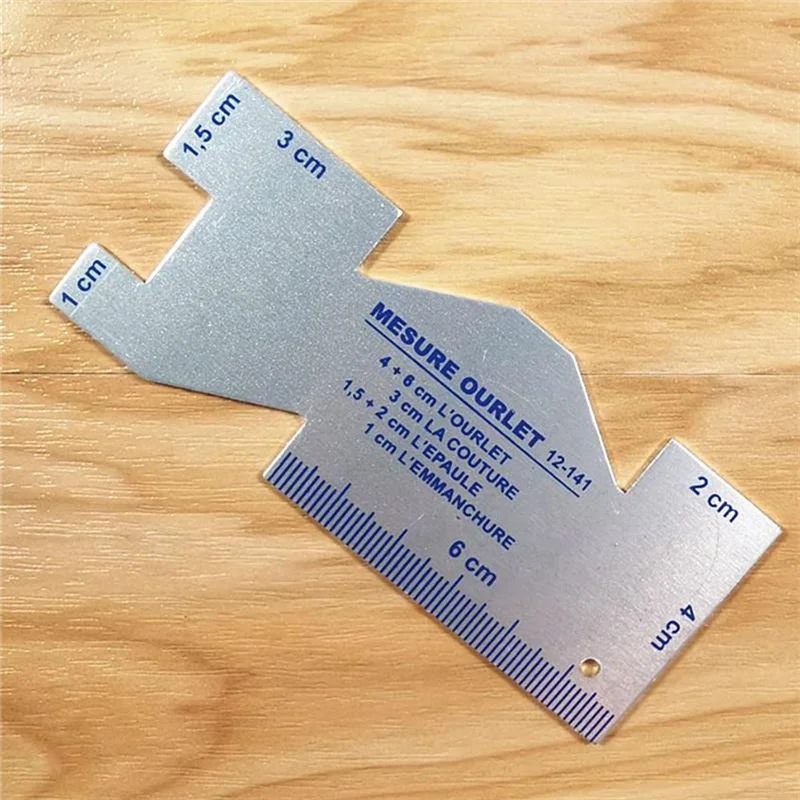 1,5 cm
3 cm
1 cm
MESURE OURLET 12-141
4 + 6 cm L'OURLET
3 cm LA COUTURE
1,5 + 2 cm L'EPAULE
1 cm L'EMMANCHURE
6 cm
2 cm
4 cm